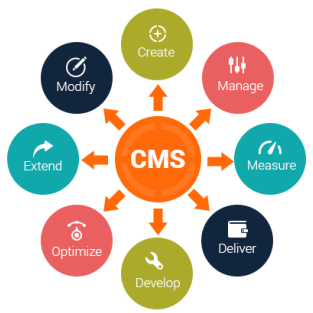 Create
Modify
Manage
Extend
CMS
Measure
Optimize
Deliver
Develop